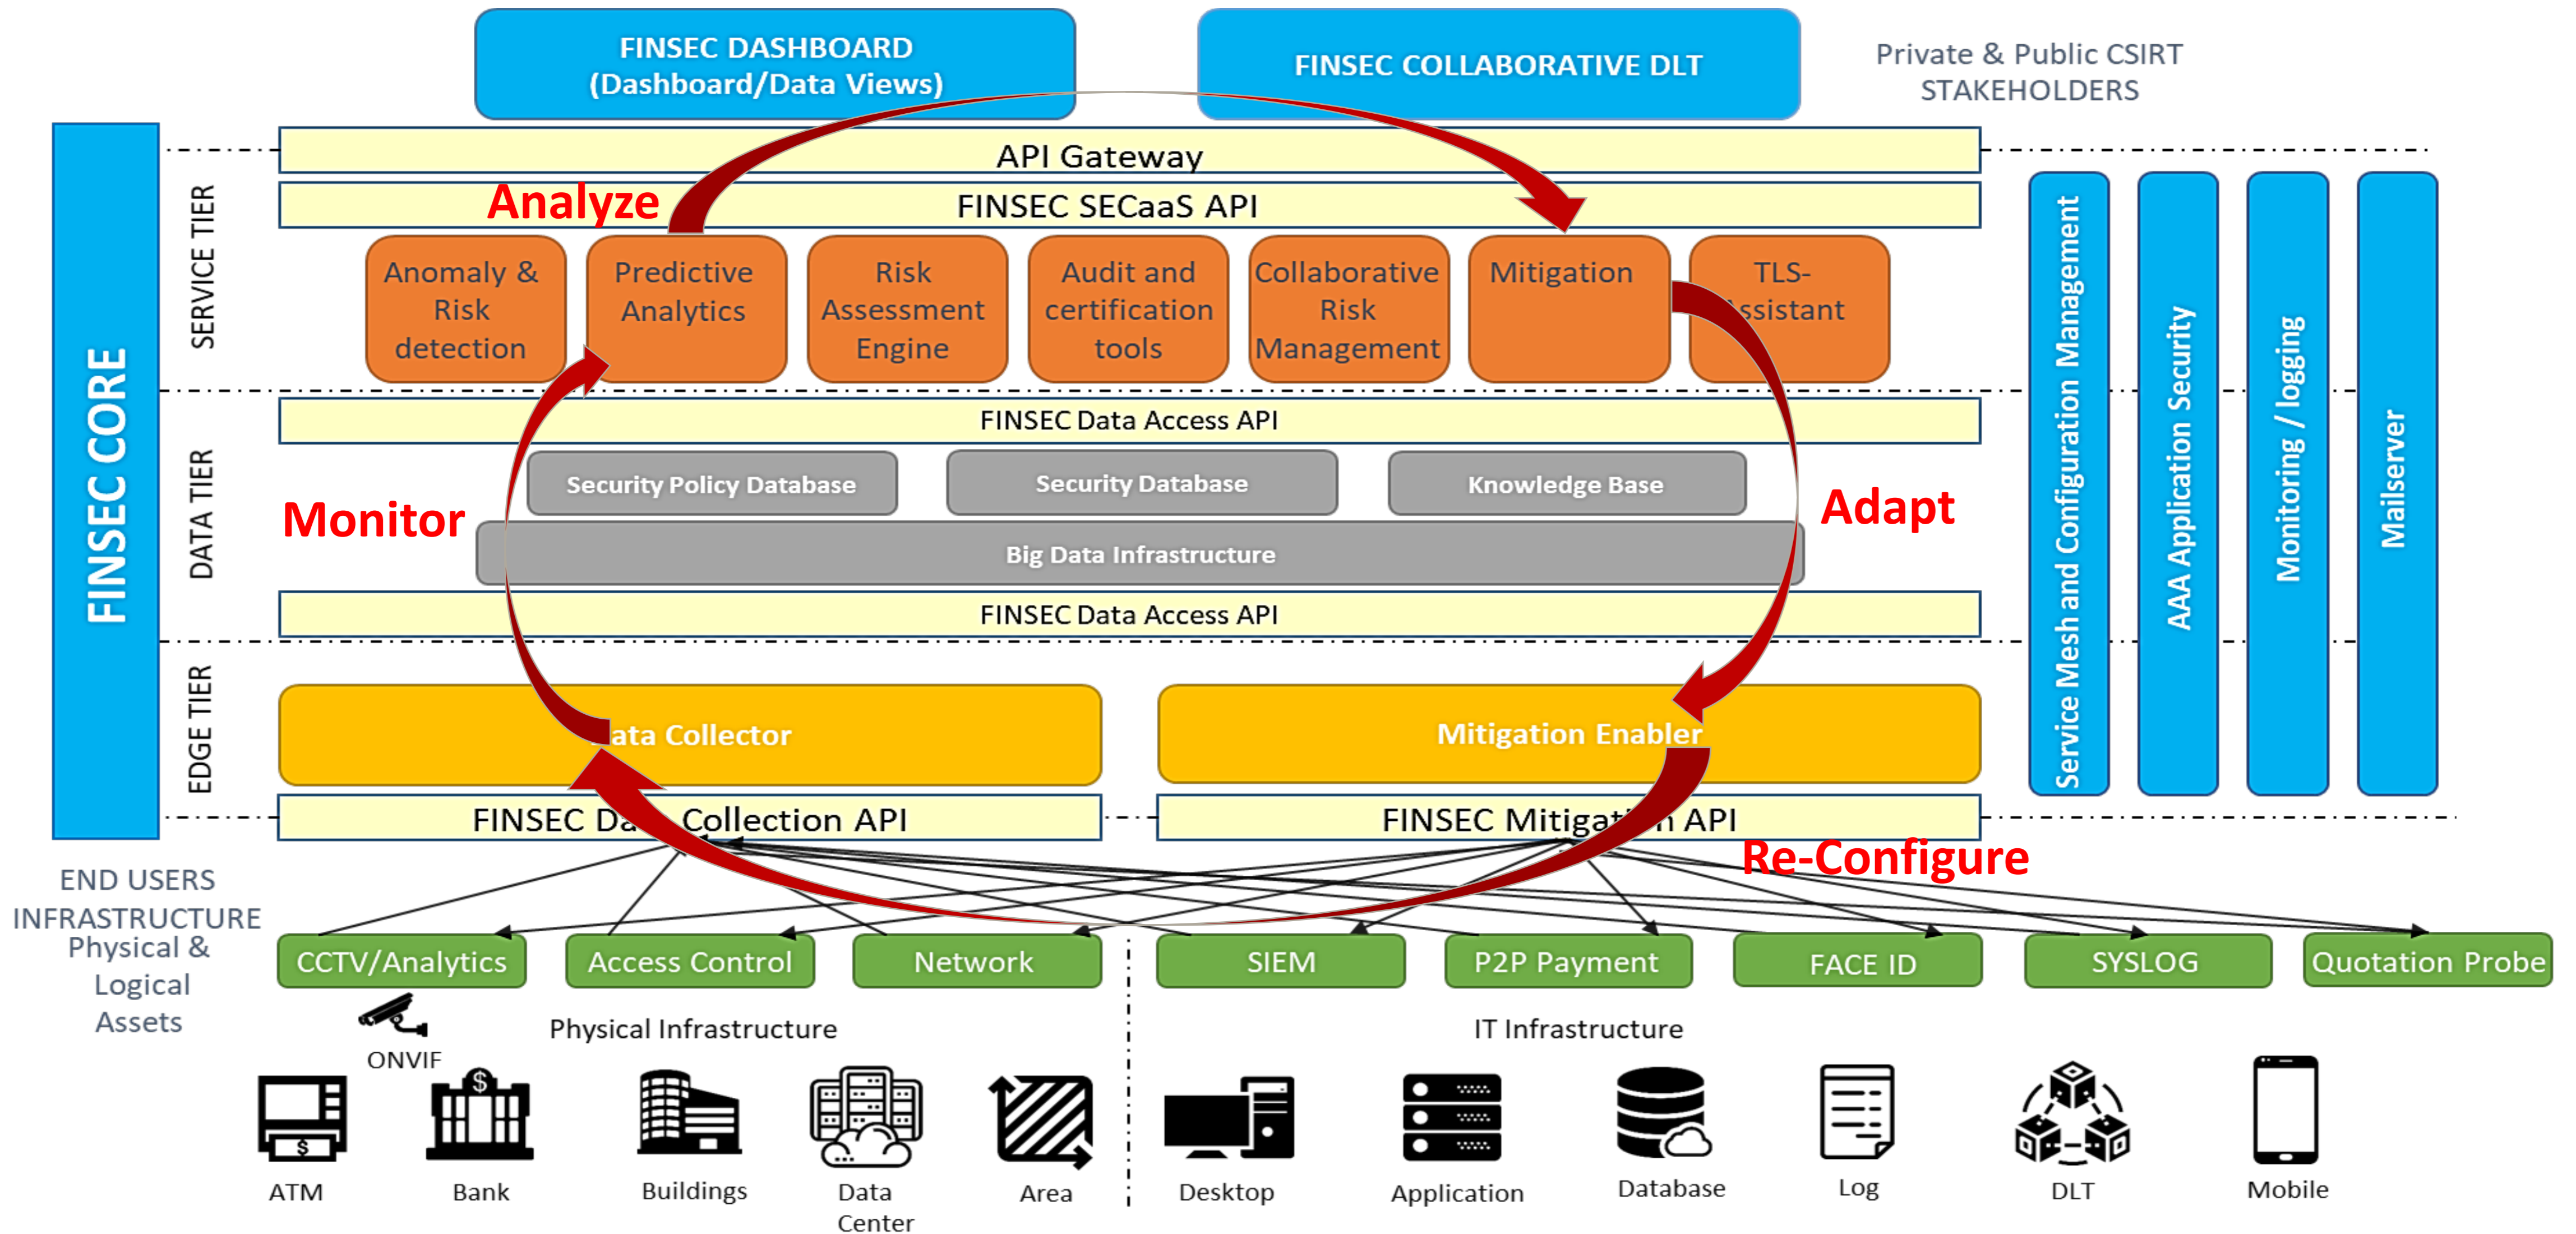 FINSEC DASHBOARD
(Dashboard/Data Views)
FINSEC COLLABORATIVE DLT
Private & Public CSIRT
STAKEHOLDERS
API Gateway
Analyze
FINSEC SECaaS API
FINSEC CORE
SERVICE TIER
Anomaly &
Risk
detection
Predictive
Analytics
Risk
Assessment
Engine
Audit and
certification
tools
Collaborative
Risk
Management
Mitigation
TLS-
ssistant
Service Mesh and Configuration Management
AAA Application Security
Monitoring / logging
Mailserver
DATA TIER
FINSEC Data Access API
Security Policy Database
Security Database
Knowledge Base
Monitor
Adapt
Big Data Infrastructure
FINSEC Data Access API
EDGE TIER
ata Collector
Mitigation Enabler
FINSEC Da Collection API
FINSEC Mitigat n API
Re-Configure
END USERS
INFRASTRUCTURE
Physical &
Logical
Assets
CCTV/Analytics
Access Control
Network
SIEM
P2P Payment
FACE ID
SYSLOG
Quotation Probe
ONVIF
Physical Infrastructure
IT Infrastructure
$
$
ATM
Bank
Buildings
Data
Center
Area
Desktop
Application
Database
Log
DLT
Mobile